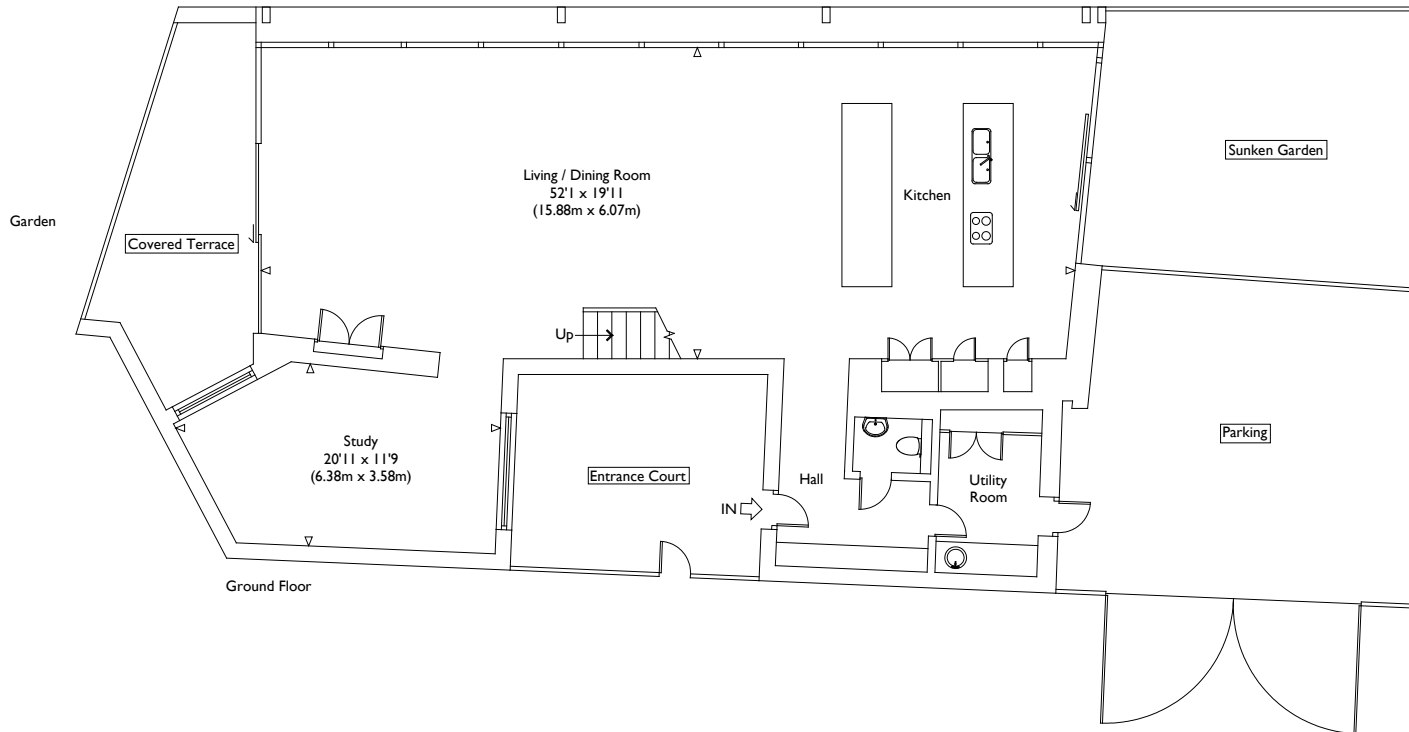 Sunken Garden
Living / Dining Room
52'1 x 19'11
(15.88m x 6.07m)
Kitchen
Garden
Covered Terrace
Up
Study
20'11 x 11'9
(6.38m x 3.58m)
Parking
Entrance Court
Hall
Utility
Room
IN
Ground Floor